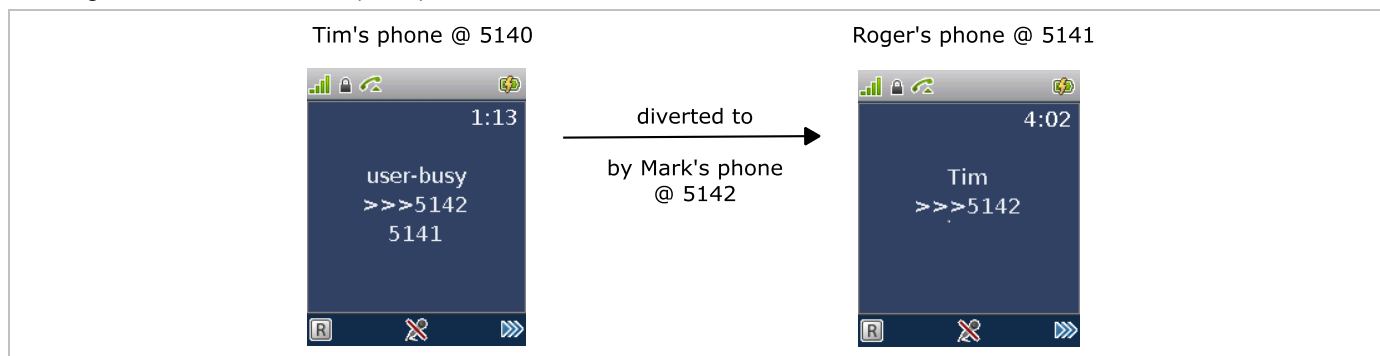 Tim's phone @ 5140
1:13
user-busy
>>>5142
5141
R
diverted to
by Mark's phone
@ 5142
Roger's phone @ 5141
4:02
Tim
>>>5142
R